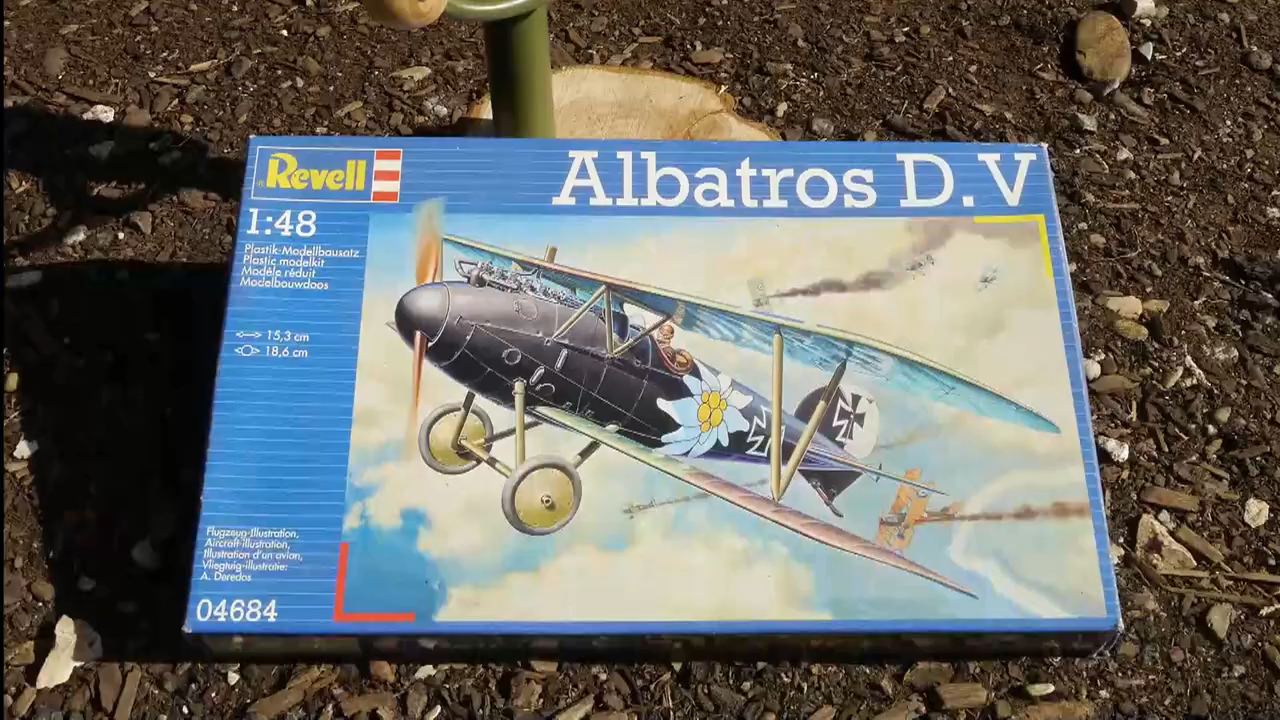 Revell
Albatros D.V
1:48
Plastik-Modellbausatz
Plastic modelkit
Modèle réduit
Modelbouwdoos
15,3 cm
18,6 cm
Flugzeug-Illustration,
Aircraft-illustration,
Illustration d'un avion,
Vliegtuig-illustratie:
A. Deredos
04684